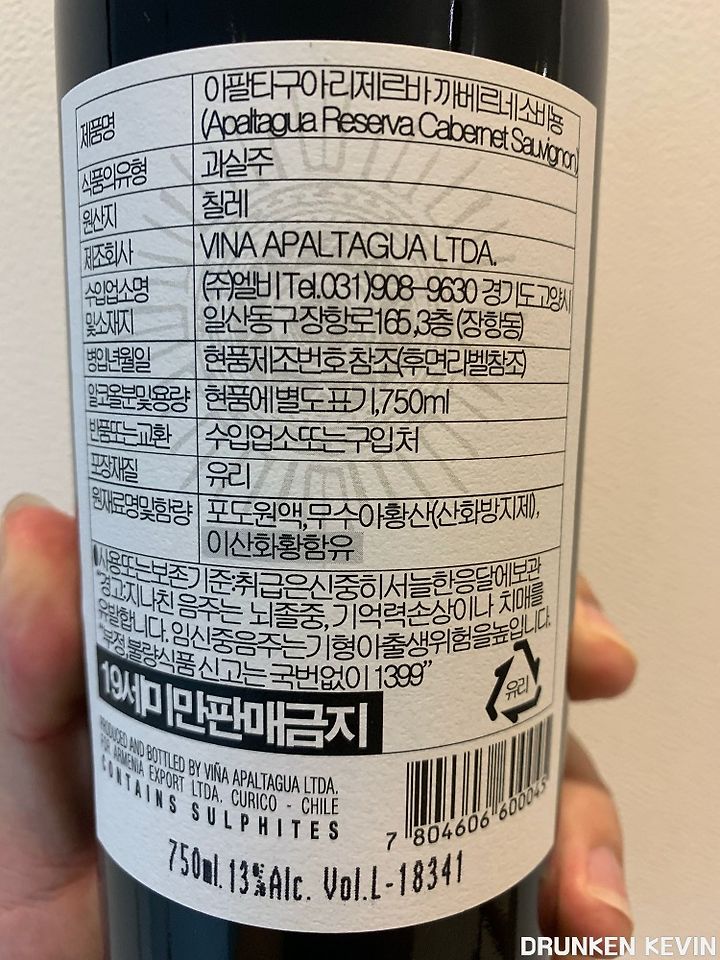 제품명 아팔타구아 리제르바 까베르네 소비뇽
(Apaltagua Reserva Cabernet Sauvignon)
식품의유형 과실주
원산지 칠레
제조회사 VINA APALTAGUA LTDA.
수입업소명 및소재지 (주)엘비 Tel.031)908-9630 경기도고양시
일산동구장항로165,3층 (장항동)
병입년월일 현품제조번호 참조(후면라벨참조)
알코올분및용량 현품에 별도 표기,750ml
반품또는교환 수입업소또는구입처
포장재질 유리
원재료명및함량 포도원액,무수아황산(산화방지제),
이산화황함유
●사용또는보존기준:취급은신중히서늘한응달에보관
"경고:지나친 음주는 뇌졸중, 기억력손상이나 치매를
유발합니다. 임신중음주는기형아출생위험을높입니다.
"부정,불량식품 신고는 국번없이 1399"
유리
19세미만판매금지
PRODUCED AND BOTTLED BY VIÑA APALTAGUA LTDA.
FOR ARMENIA EXPORT LTDA. CURICO - CHILE
CONTAINS SULPHITES
7 804606 600045
750ml. 13% Alc. Vol.L-18341
DRUNKEN KEVIN